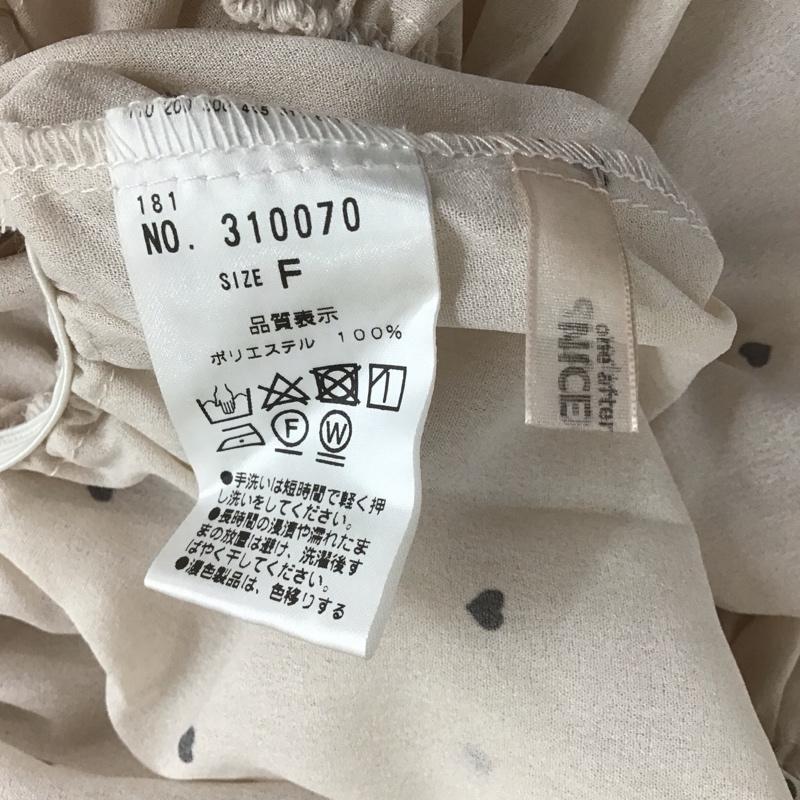 181
NO. 310070
SIZE F
品質表示
ポリエステル 100%
F W
●手洗いは短時間で軽く押
し洗いをしてください。
●長時間の浸漬や濡れたま
まの放置は避け、洗濯後す
ばやく干してください。
●濃色製品は、色移りする
one after
NICE